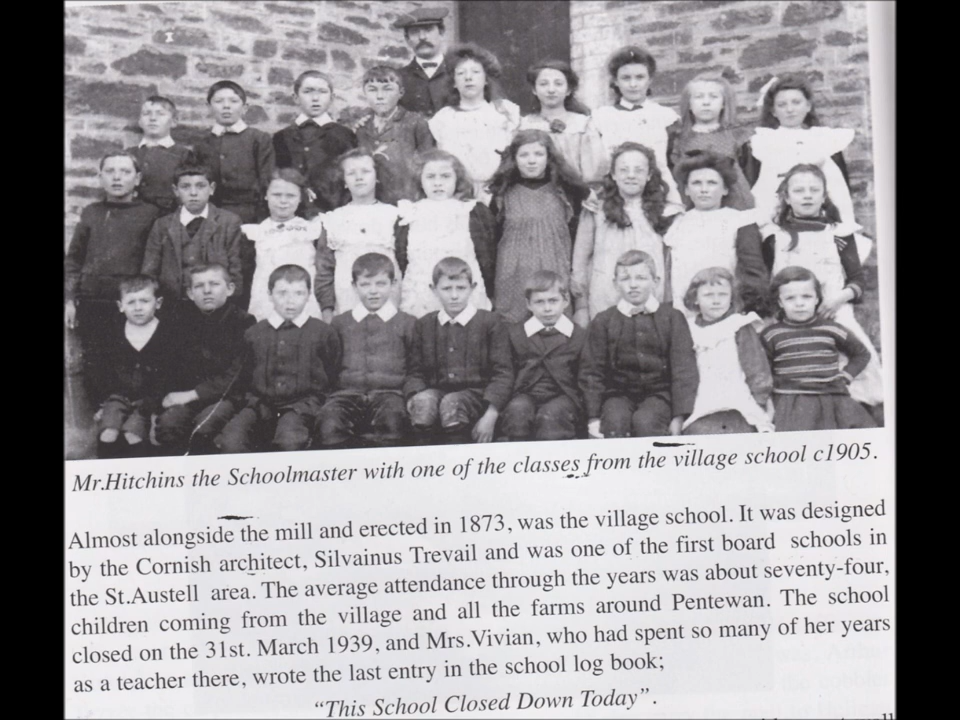 Mr.Hitchins the Schoolmaster with one of the classes from the village school c1905.
Almost alongside the mill and erected in 1873, was the village school. It was designed
by the Cornish architect, Silvainus Trevail and was one of the first board schools in
the St.Austell area. The average attendance through the years was about seventy-four,
children coming from the village and all the farms around Pentewan. The school
closed on the 31st. March 1939, and Mrs.Vivian, who had spent so many of her years
as a teacher there, wrote the last entry in the school log book;
“This School Closed Down Today”.